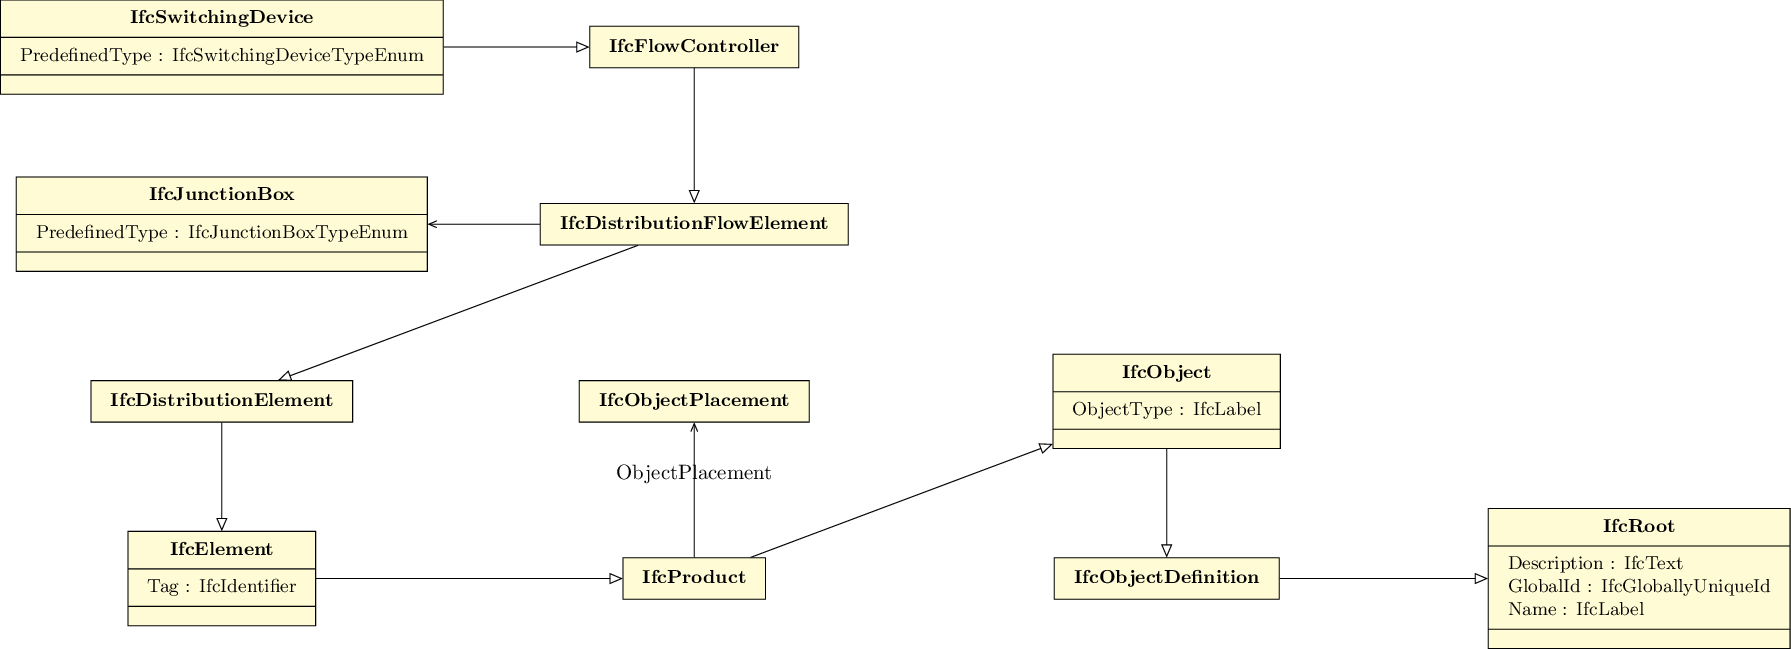 IfcSwitchingDevice
PredefinedType : IfcSwitchingDeviceTypeEnum
IfcFlowController
IfcJunctionBox
PredefinedType : IfcJunctionBoxTypeEnum
IfcDistributionFlowElement
IfcDistributionElement
IfcObjectPlacement
IfcObject
ObjectType : IfcLabel
ObjectPlacement
IfcElement
Tag : IfcIdentifier
IfcProduct
IfcObjectDefinition
IfcRoot
Description : IfcText
GlobalId : IfcGloballyUniqueId
Name : IfcLabel